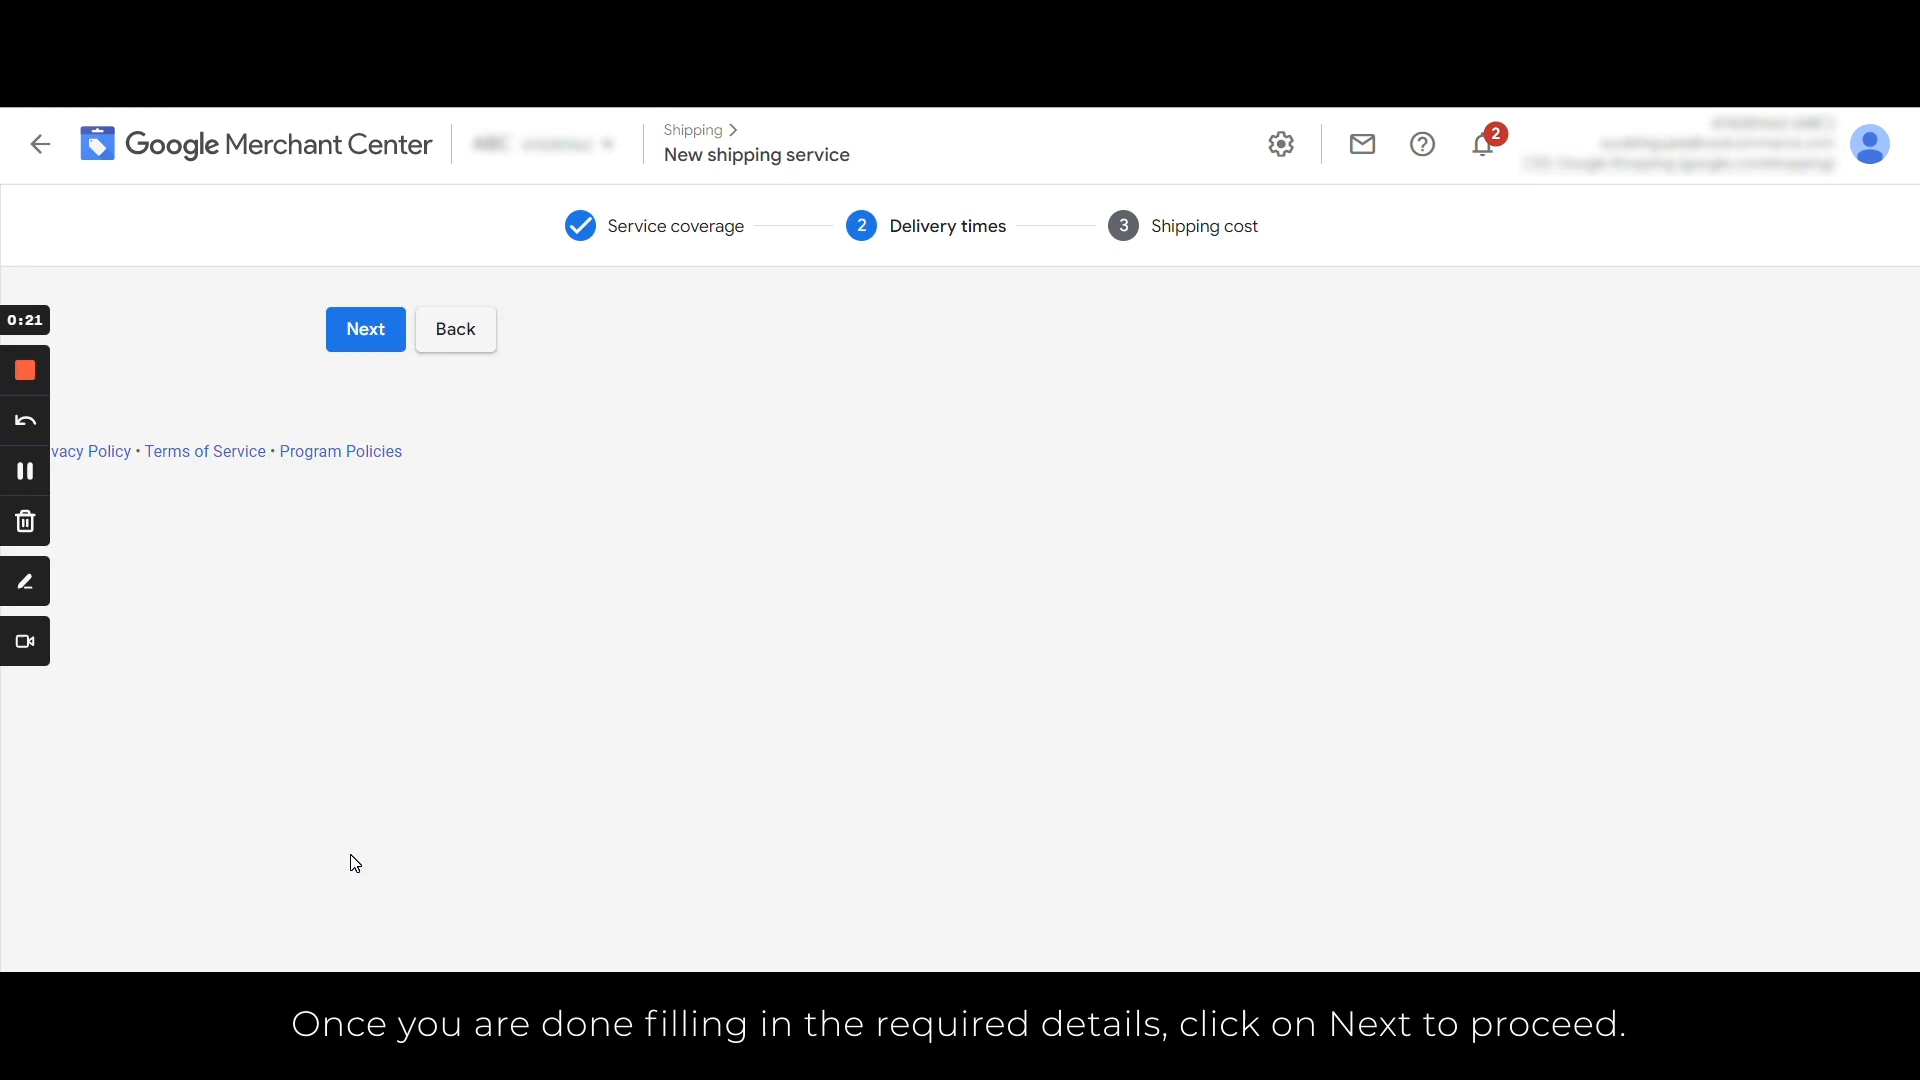 Google Merchant Center
ABC
Shipping
New shipping service
2
Service coverage
2 Delivery times
3 Shipping cost
0:21
Next
Back
vacy Policy • Terms of Service • Program Policies
Once you are done filling in the required details, click on Next to proceed.